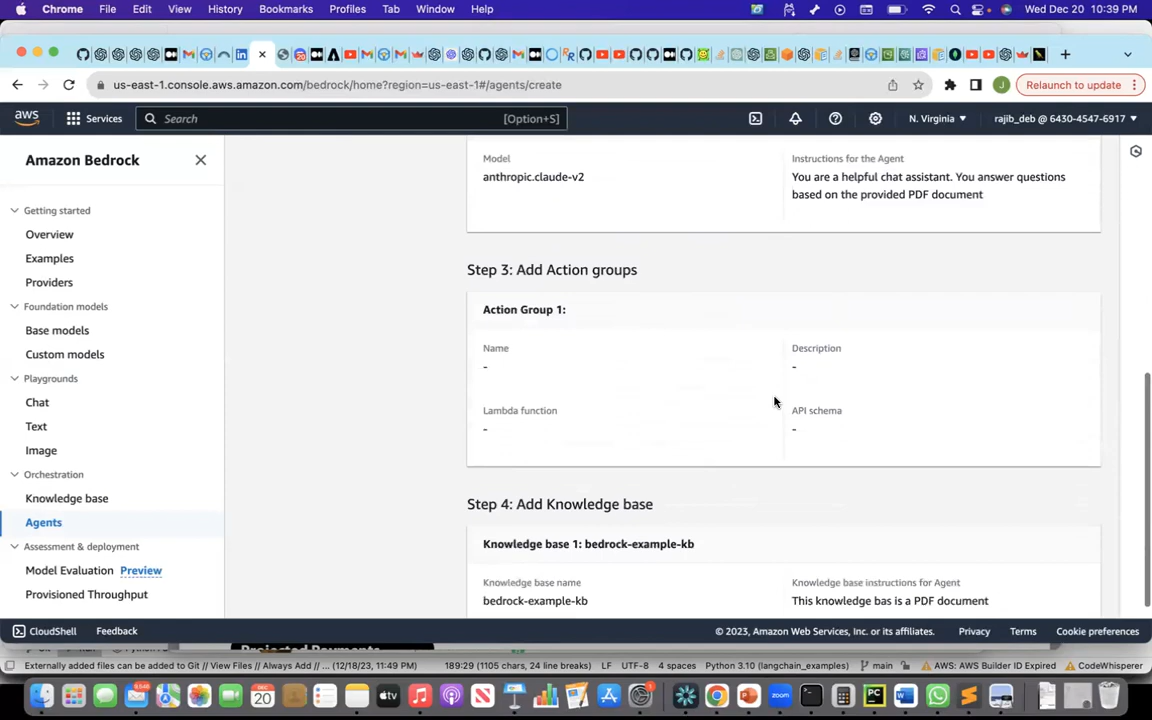 Chrome File Edit View History Bookmarks Profiles Tab Window Help Wed Dec 20 10:39 PM
us-east-1.console.aws.amazon.com/bedrock/home?region=us-east-1#/agents/create Relaunch to update
aws Services Search [Option+S] N. Virginia rajib_deb @ 6430-4547-6917
Amazon Bedrock
Getting started
Overview
Examples
Providers
Foundation models
Base models
Custom models
Playgrounds
Chat
Text
Image
Orchestration
Knowledge base
Agents
Assessment & deployment
Model Evaluation Preview
Provisioned Throughput
Model
anthropic.claude-v2
Instructions for the Agent
You are a helpful chat assistant. You answer questions
based on the provided PDF document
Step 3: Add Action groups
Action Group 1:
Name
-
Description
-
Lambda function
-
API schema
-
Step 4: Add Knowledge base
Knowledge base 1: bedrock-example-kb
Knowledge base name
bedrock-example-kb
Knowledge base instructions for Agent
This knowledge bas is a PDF document
CloudShell Feedback © 2023, Amazon Web Services, Inc. or its affiliates. Privacy Terms Cookie preferences
Externally added files can be added to Git // View Files // Always Add // ... (12/18/23, 11:49 PM) 189:29 (1105 chars, 24 line breaks) LF UTF-8 4 spaces Python 3.10 (langchain_examples) main AWS: AWS Builder ID Expired CodeWhisperer